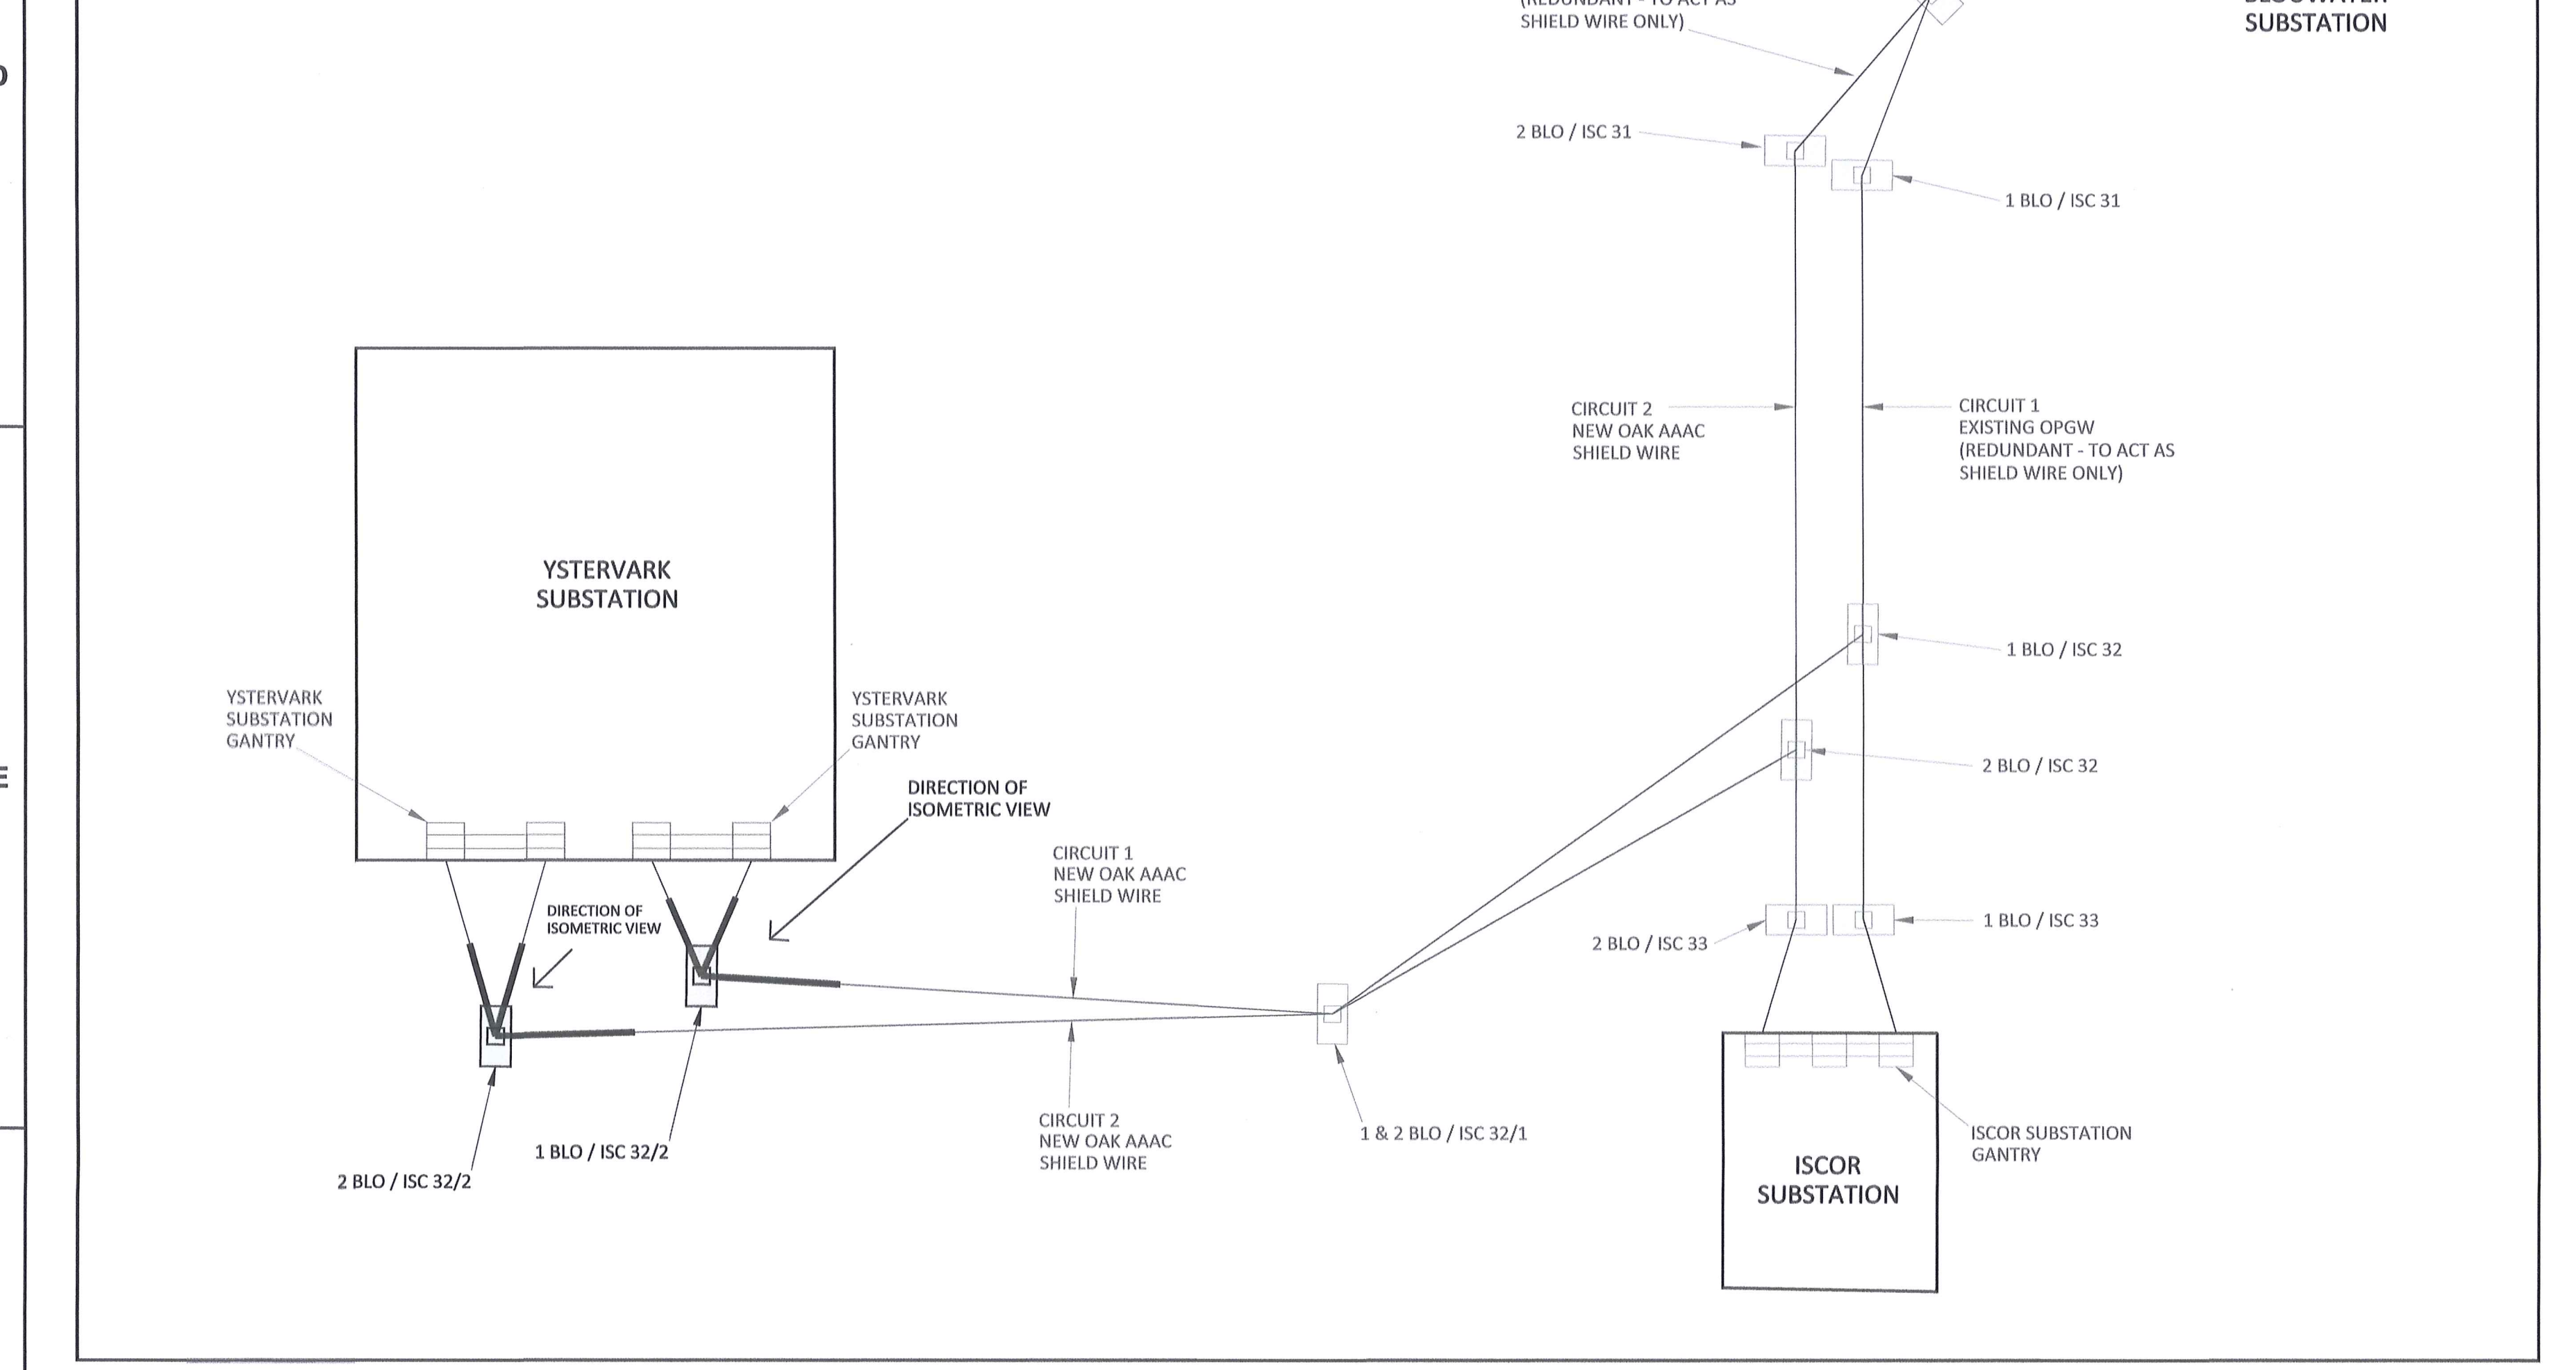 SHIELD WIRE ONLY)
SUBSTATION
2 BLO / ISC 31
1 BLO / ISC 31
CIRCUIT 2
NEW OAK AAAC
SHIELD WIRE
CIRCUIT 1
EXISTING OPGW
(REDUNDANT - TO ACT AS
SHIELD WIRE ONLY)
YSTERVARK
SUBSTATION
1 BLO / ISC 32
YSTERVARK
SUBSTATION
GANTRY
YSTERVARK
SUBSTATION
GANTRY
2 BLO / ISC 32
DIRECTION OF
ISOMETRIC VIEW
CIRCUIT 1
NEW OAK AAAC
SHIELD WIRE
DIRECTION OF
ISOMETRIC VIEW
2 BLO / ISC 33
1 BLO / ISC 33
CIRCUIT 2
NEW OAK AAAC
SHIELD WIRE
1 & 2 BLO / ISC 32/1
1 BLO / ISC 32/2
2 BLO / ISC 32/2
ISCOR SUBSTATION
GANTRY
ISCOR
SUBSTATION
E